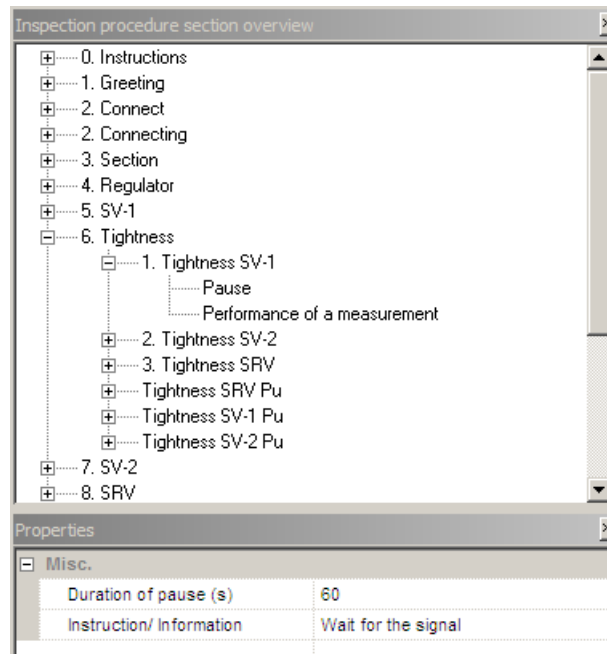 Inspection procedure section overview
0. Instructions
1. Greeting
2. Connect
2. Connecting
3. Section
4. Regulator
5. SV-1
6. Tightness
1. Tightness SV-1
Pause
Performance of a measurement
2. Tightness SV-2
3. Tightness SRV
Tightness SRV Pu
Tightness SV-1 Pu
Tightness SV-2 Pu
7. SV-2
8. SRV
Properties
Misc.
Duration of pause (s) 60
Instruction/ Information Wait for the signal